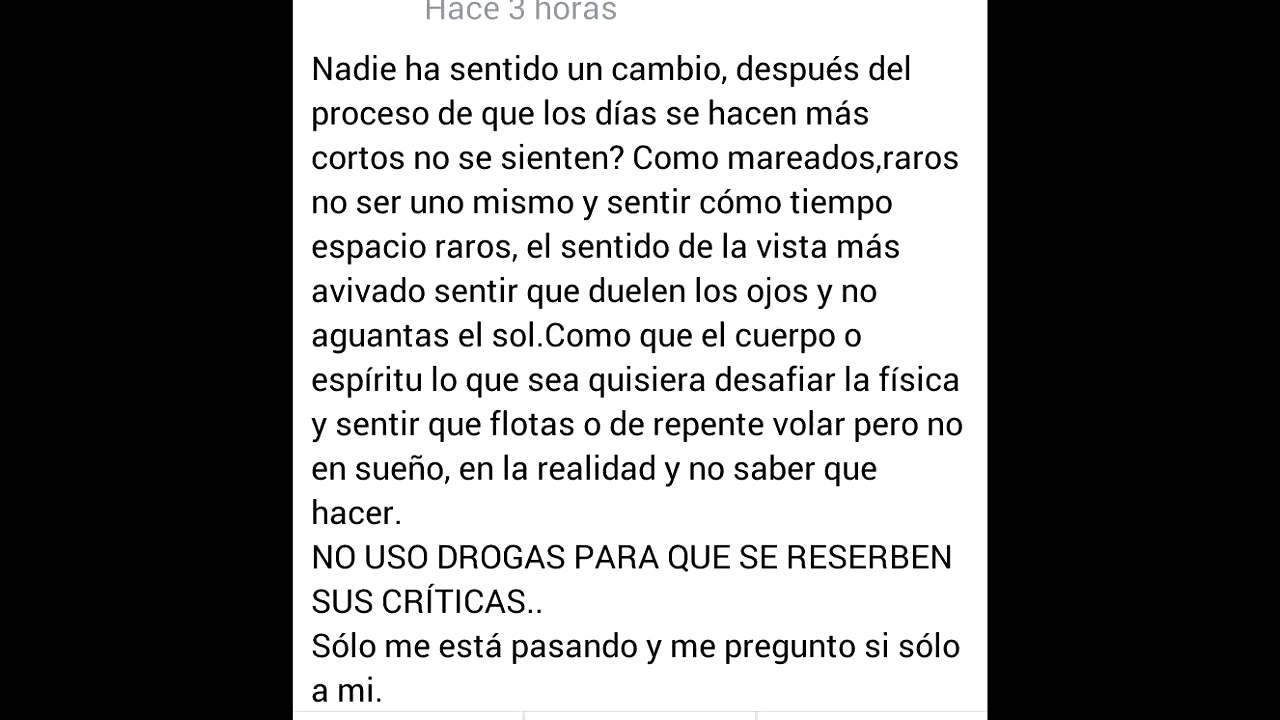 Hace 3 horas
Nadie ha sentido un cambio, después del
proceso de que los días se hacen más
cortos no se sienten? Como mareados,raros
no ser uno mismo y sentir cómo tiempo
espacio raros, el sentido de la vista más
avivado sentir que duelen los ojos y no
aguantas el sol.Como que el cuerpo o
espíritu lo que sea quisiera desafiar la física
y sentir que flotas o de repente volar pero no
en sueño, en la realidad y no saber que
hacer.
NO USO DROGAS PARA QUE SE RESERBEN
SUS CRÍTICAS..
Sólo me está pasando y me pregunto si sólo
a mi.